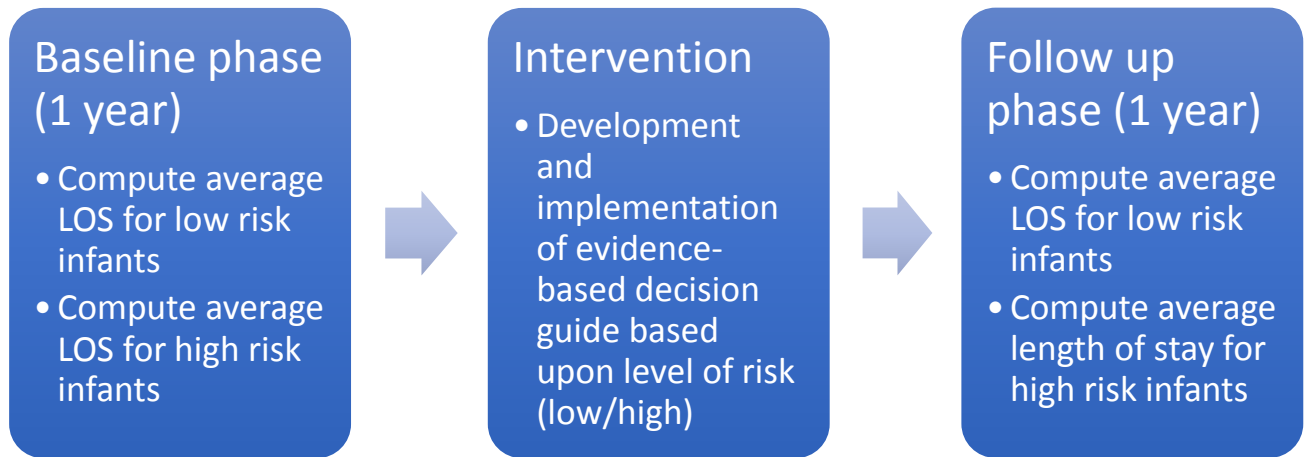 Baseline phase
(1 year)
• Compute average
LOS for low risk
infants
• Compute average
LOS for high risk
infants
Intervention
• Development
and
implementation
of evidence-
based decision
guide based
upon level of risk
(low/high)
Follow up
phase (1 year)
• Compute average
LOS for low risk
infants
• Compute average
length of stay for
high risk infants